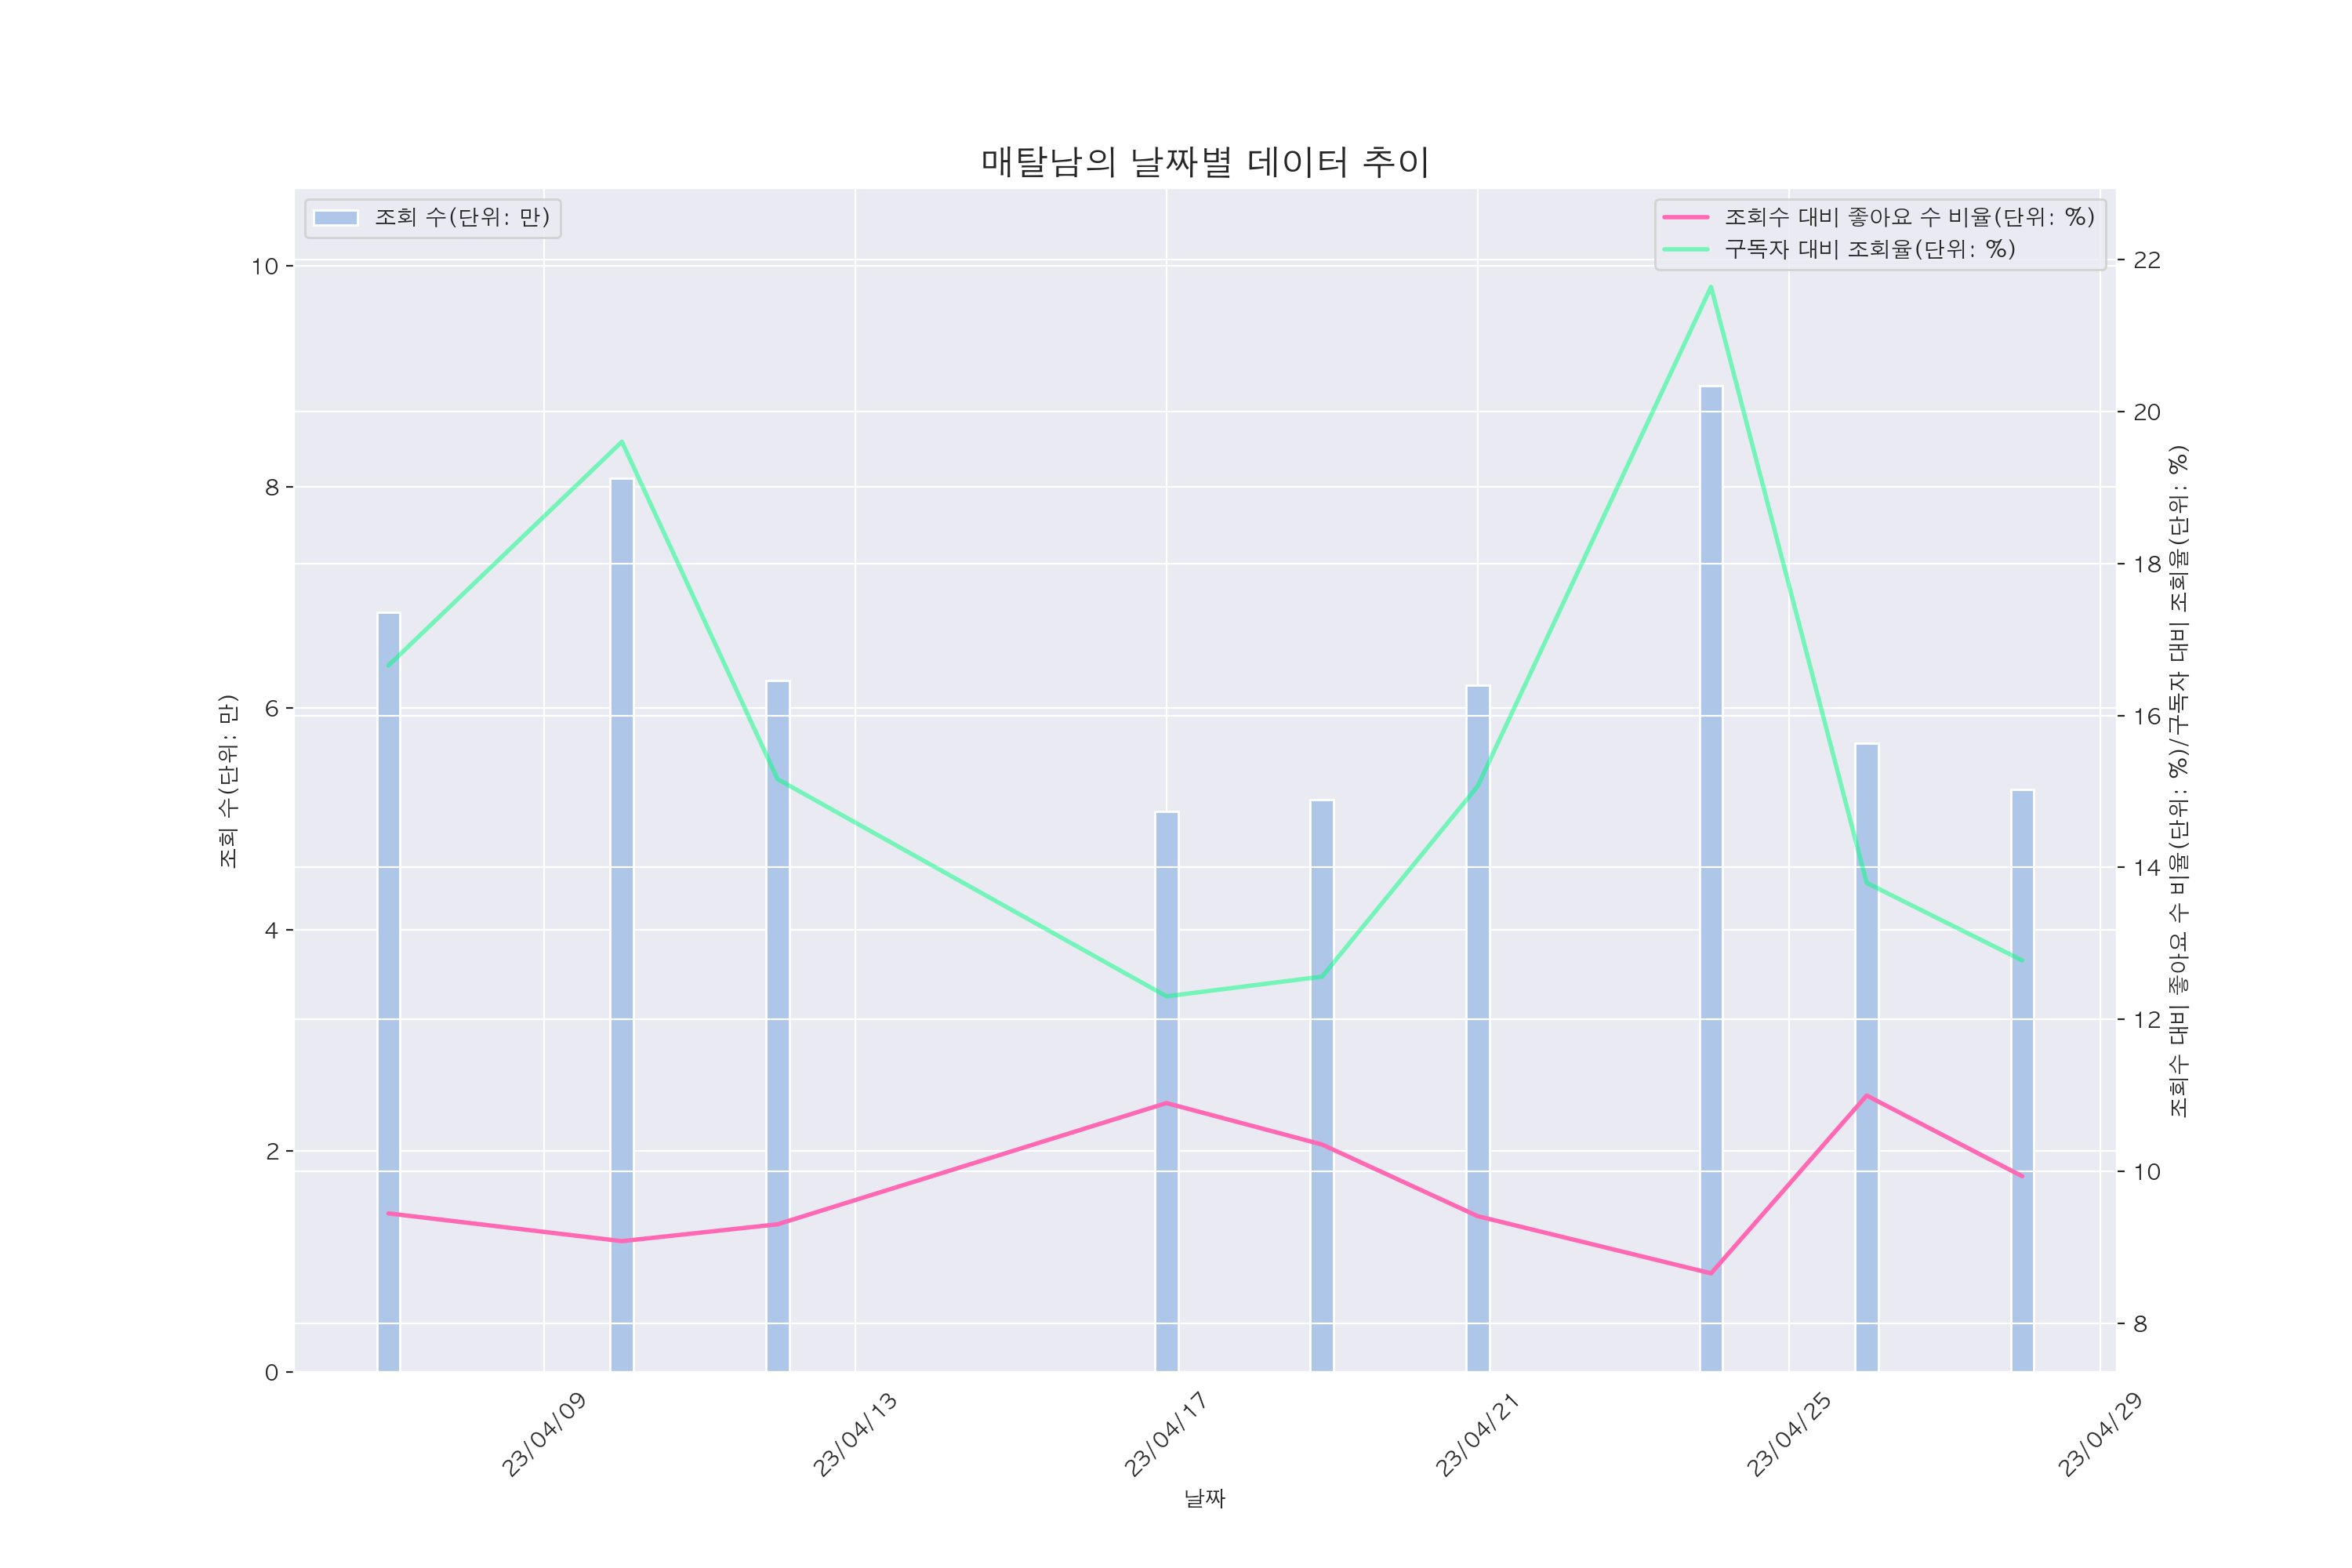 매탈남의 날짜별 데이터 추이
조회 수(단위: 만)
조회수 대비 좋아요 수 비율(단위: %)
구독자 대비 조회율(단위: %)
10
8
6
4
2
0
조회 수(단위: 만)
22
20
18
16
14
12
10
8
조회수 대비 좋아요 수 비율(단위: %)/구독자 대비 조회율(단위: %)
23/04/09
23/04/13
23/04/17
23/04/21
23/04/25
23/04/29
날짜